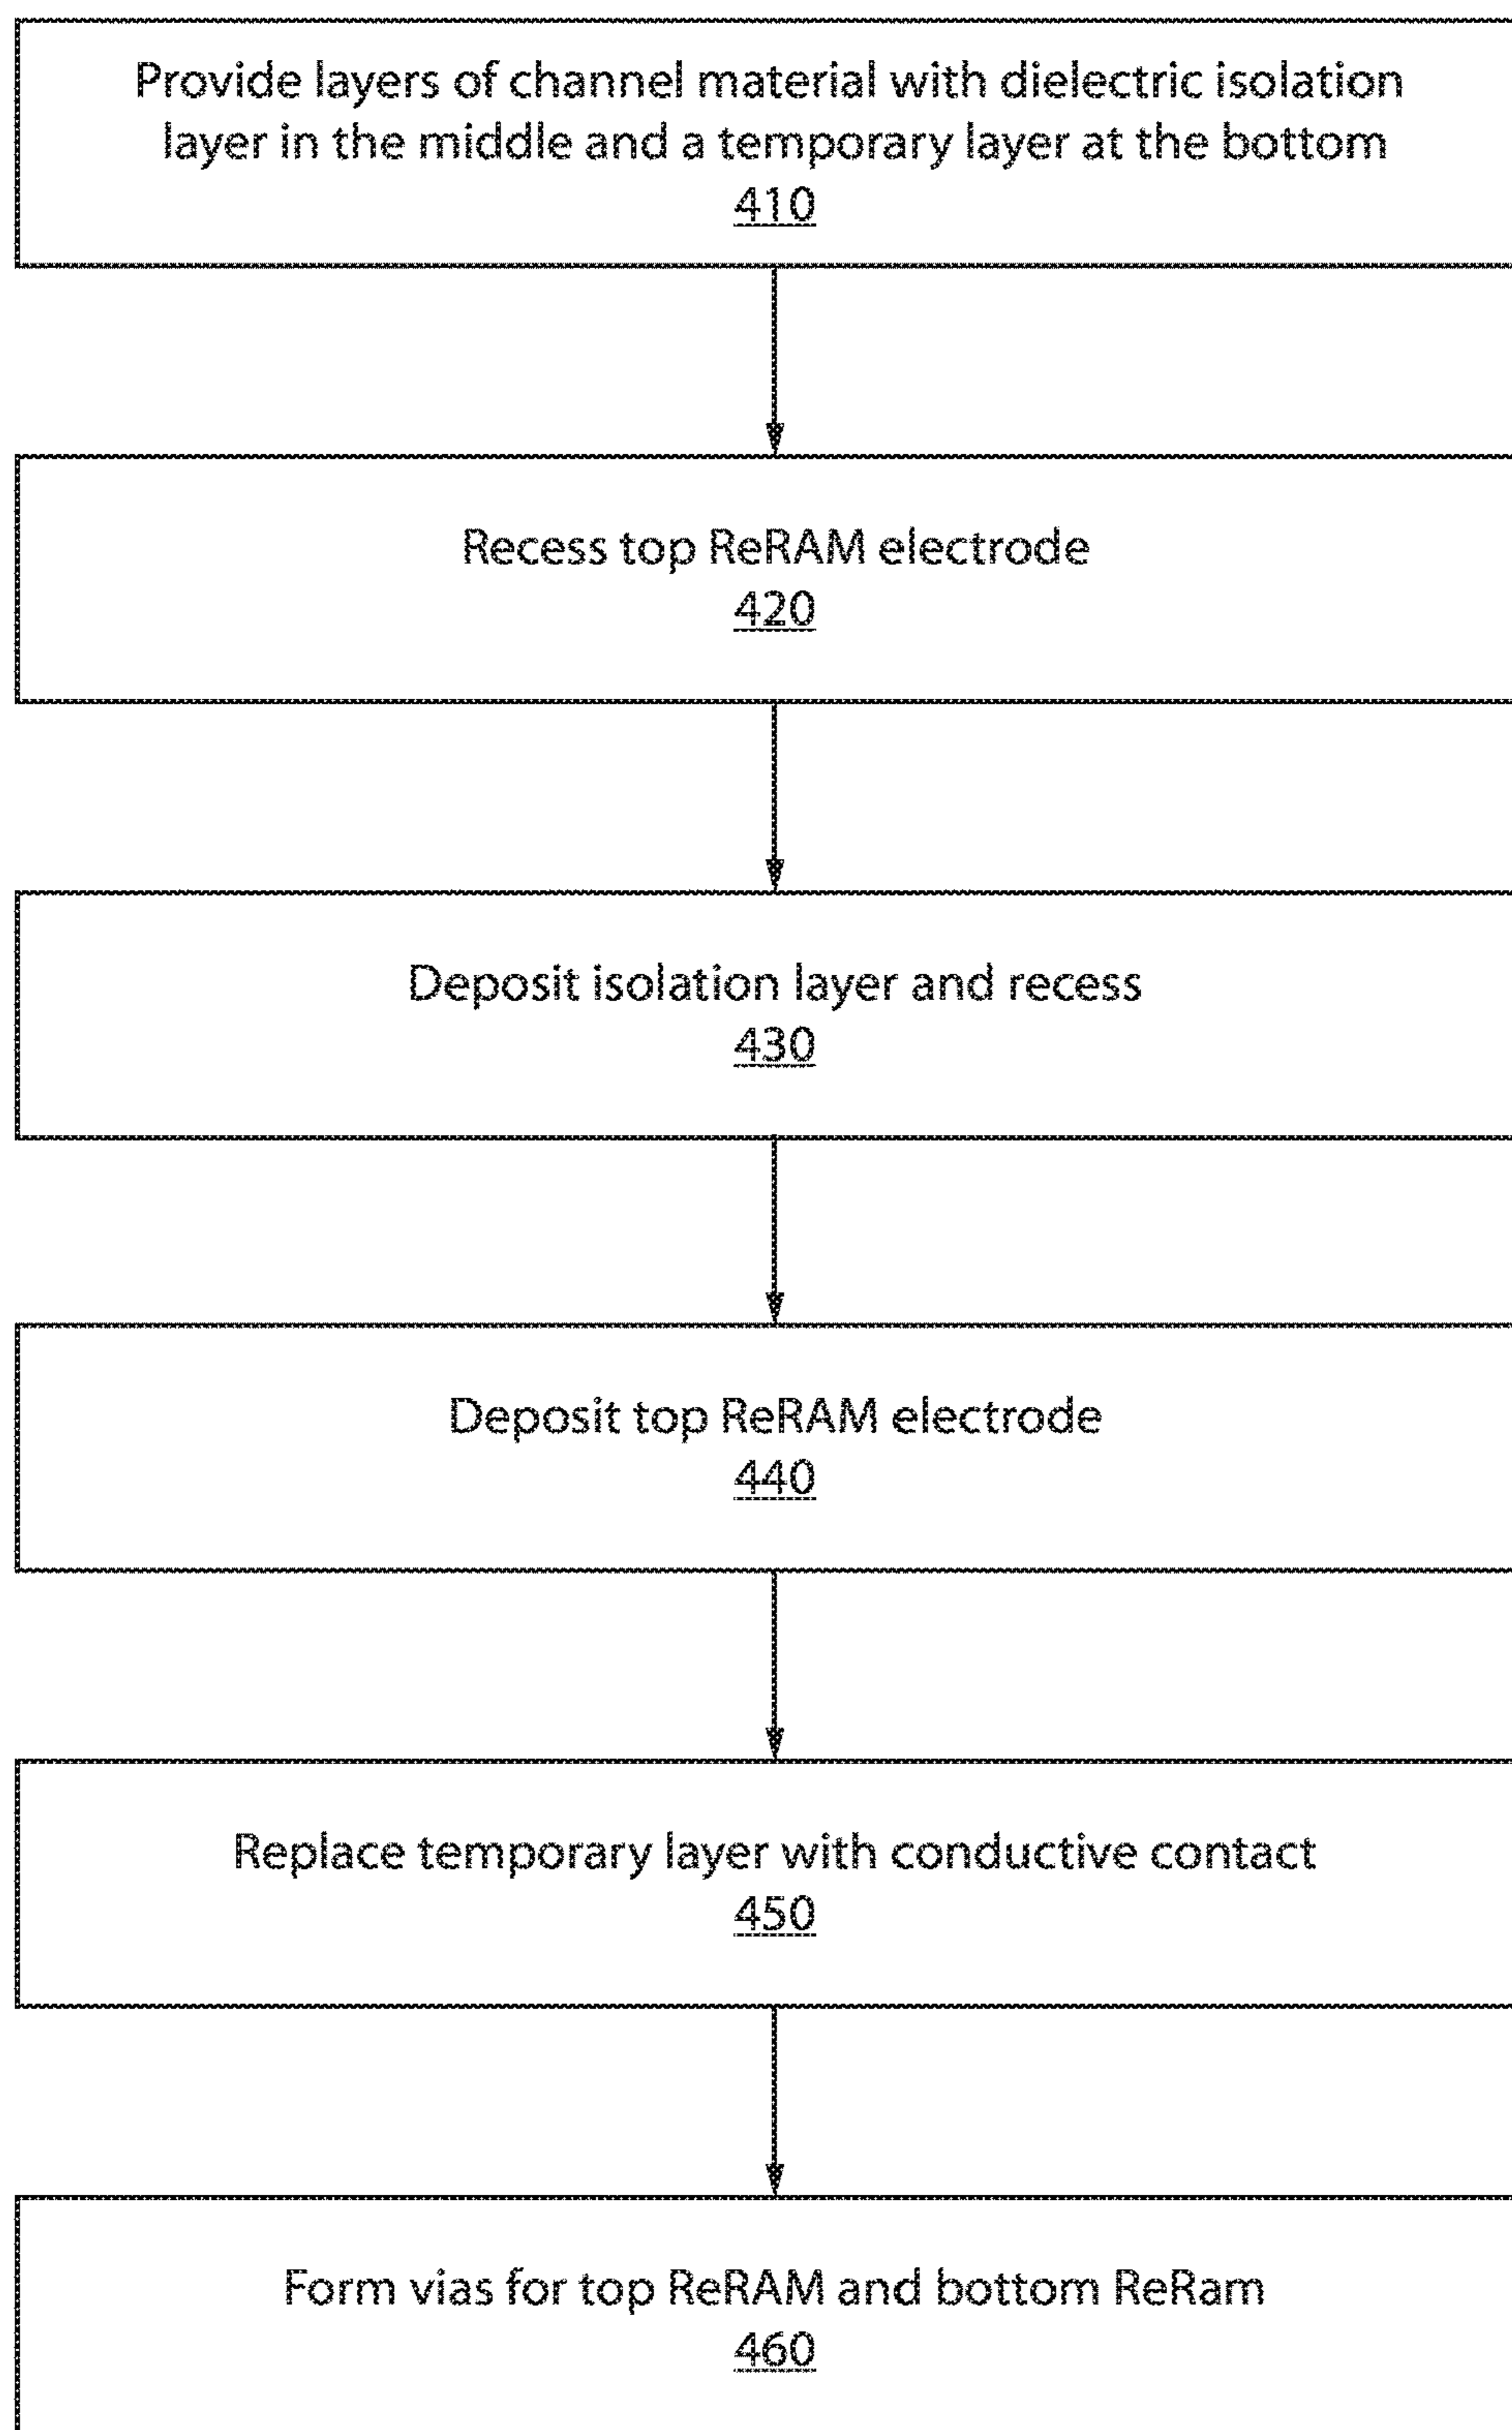 Provide layers of channel material with dielectric isolation
layer in the middle and a temporary layer at the bottom
410
Recess top ReRAM electrode
420
Deposit isolation layer and recess
430
Deposit top ReRAM electrode
440
Replace temporary layer with conductive contact
450
Form vias for top ReRAM and bottom ReRam
460